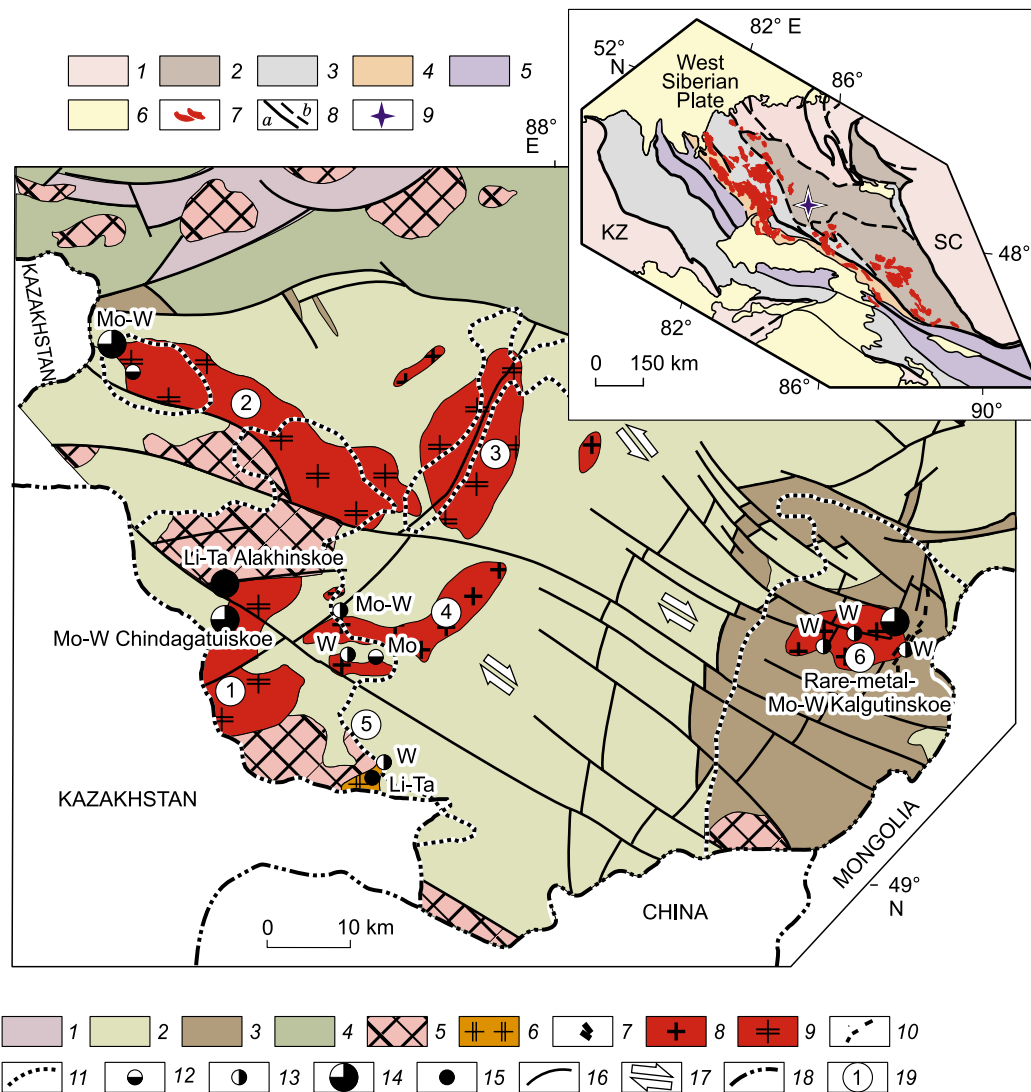 1 2 3 4 5
6 7 a b 8 9
82° E
52°
N
West
Siberian
Plate
86°
KZ
SC
48°
82°
0 150 km
86°
90°
88°
E
KAZAKHSTAN
Mo-W
2
3
Li-Ta Alakhinskoe
Mo-W
4
Mo-W Chindagatuiskoe
W
Mo
W
W
W
6
1
Rare-metal-
Mo-W Kalgutinskoe
5
W
Li-Ta
KAZAKHSTAN
MONGOLIA
49°
N
CHINA
0 10 km
1 2 3 4 5 6 7 8 9 10
11 12 13 14 15 16 17 18 1 19